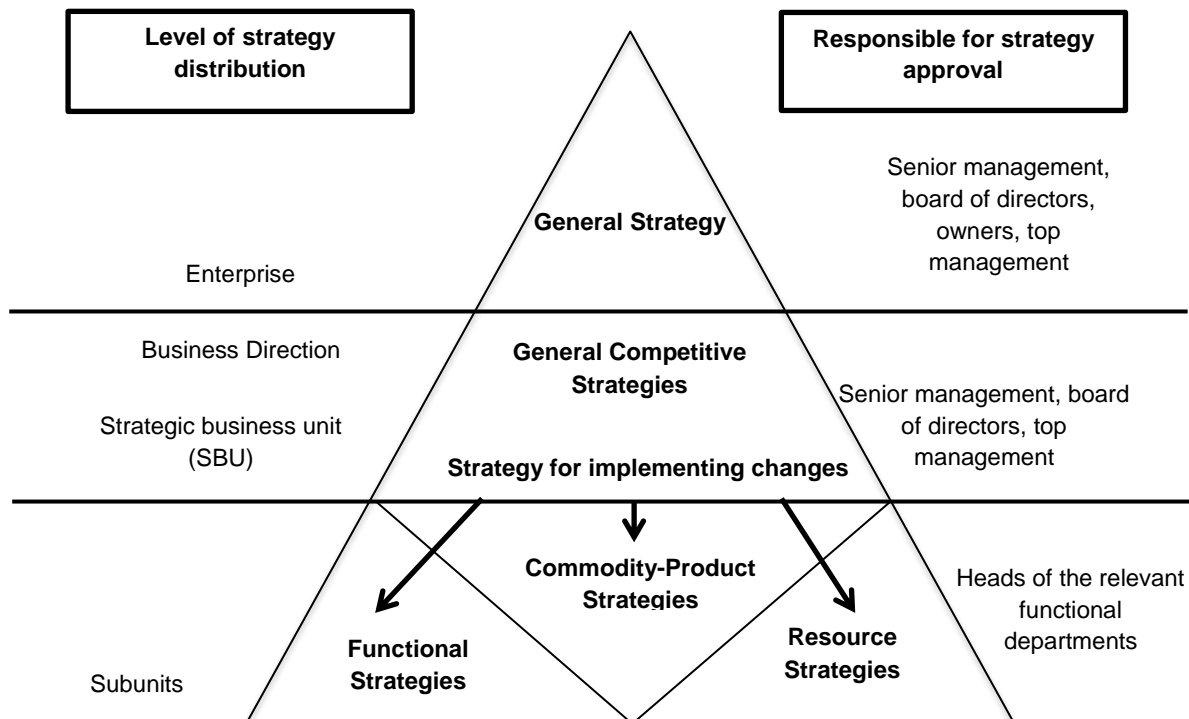 Level of strategy
distribution
Responsible for strategy
approval
Senior management,
board of directors,
owners, top
management
General Strategy
Enterprise
Business Direction
General Competitive
Strategies
Strategic business unit
(SBU)
Senior management, board
of directors, top
management
Strategy for implementing changes
Commodity-Product
Strategies
Heads of the relevant
functional
departments
Functional
Strategies
Resource
Strategies
Subunits